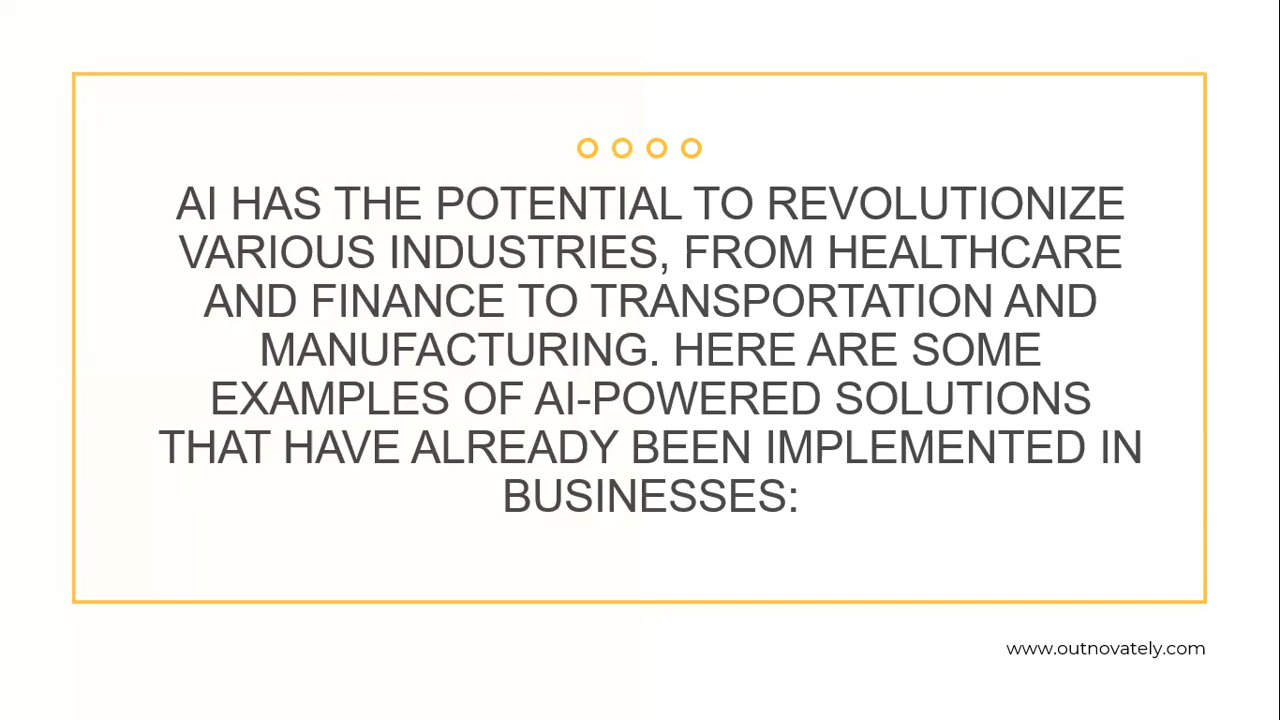 AI HAS THE POTENTIAL TO REVOLUTIONIZE
VARIOUS INDUSTRIES, FROM HEALTHCARE
AND FINANCE TO TRANSPORTATION AND
MANUFACTURING. HERE ARE SOME
EXAMPLES OF AI-POWERED SOLUTIONS
THAT HAVE ALREADY BEEN IMPLEMENTED IN
BUSINESSES:
www.outnovately.com